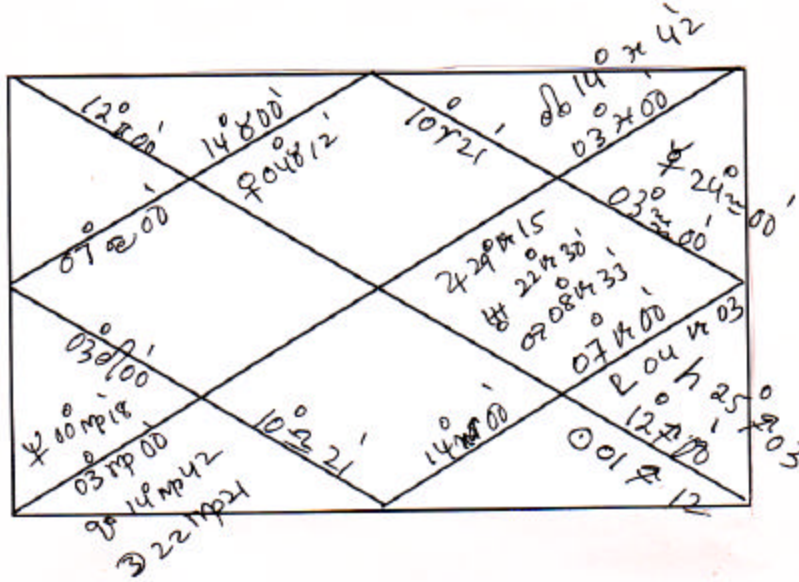 12° ♊ 00'
14° ♉ 00'
♀ 04° ♉ 12'
10° ♈ 21'
☊ 14° ♓ 42'
03° ♓ 00'
24° ♒ 00'
03° ♒ 00'
07° ♋ 00'
♃ 29° ♑ 15
22° ♑ 30'
08° ♑ 33'
07° ♑ 00'
03° ♌ 00'
00° ♍ 18'
03° ♍ 00'
☋ 14° ♍ 42
22 ♍ 21
10° ♎ 21'
14° ♏ 00'
04 ♑ 03
♄ 25° ♐ 03
12° ♐ 00'
☉ 01 ♐ 12